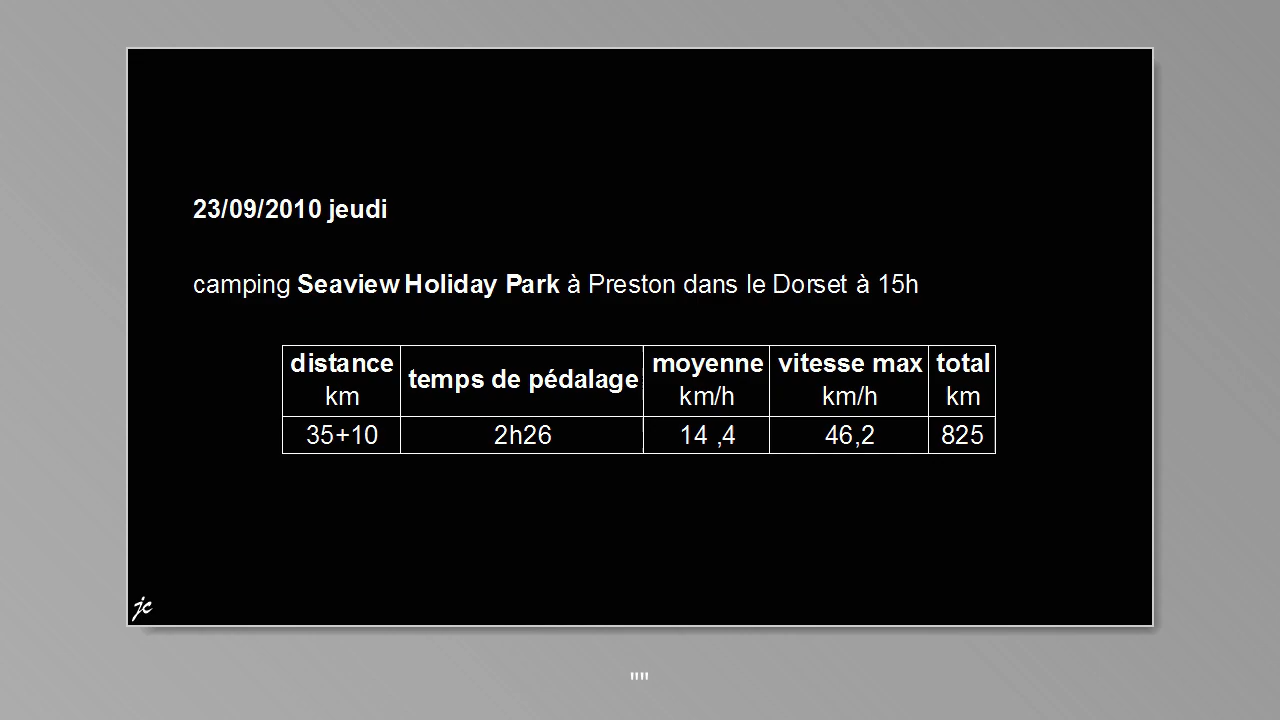 23/09/2010 jeudi
camping Seaview Holiday Park à Preston dans le Dorset à 15h
distance km temps de pédalage moyenne km/h vitesse max km/h total km
35+10 2h26 14 ,4 46,2 825
jc
""